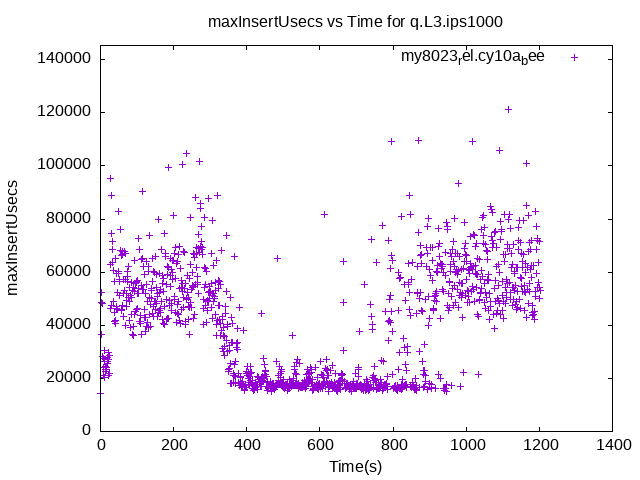 maxInsertUsecs vs Time for q.L3.ips1000
my8023rel.cy10abee
140000
120000
100000
80000
60000
40000
20000
0
maxInsertUsecs
0 200 400 600 800 1000 1200 1400
Time(s)